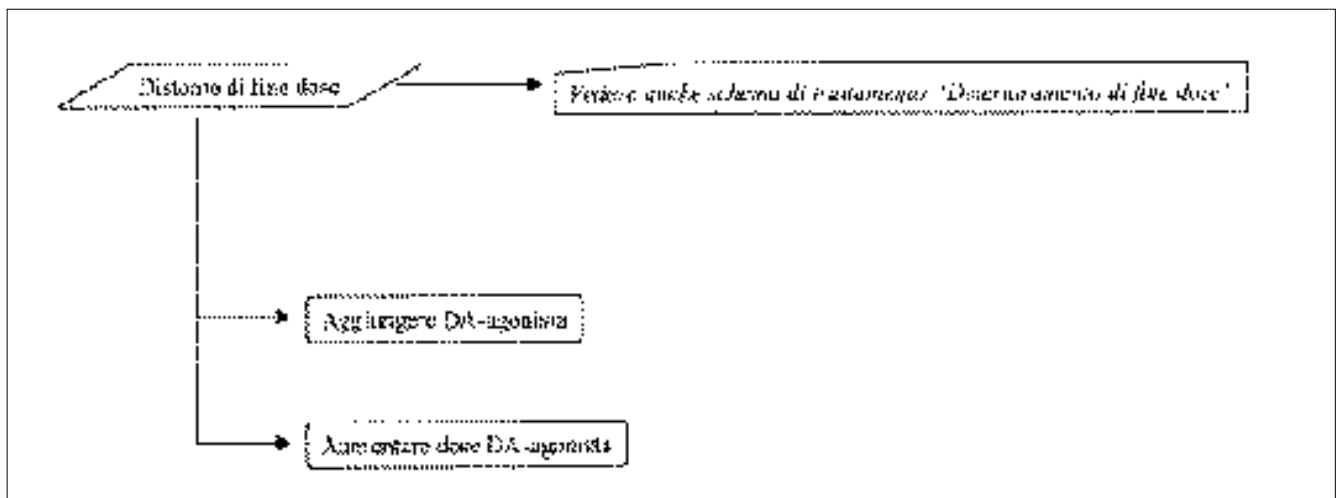 Distonie di fine dose
Vedere anche schema di trattamento: "Deterioramento di fine dose"
Aggiungere DA-agonista
Aumentare dose DA-agonista